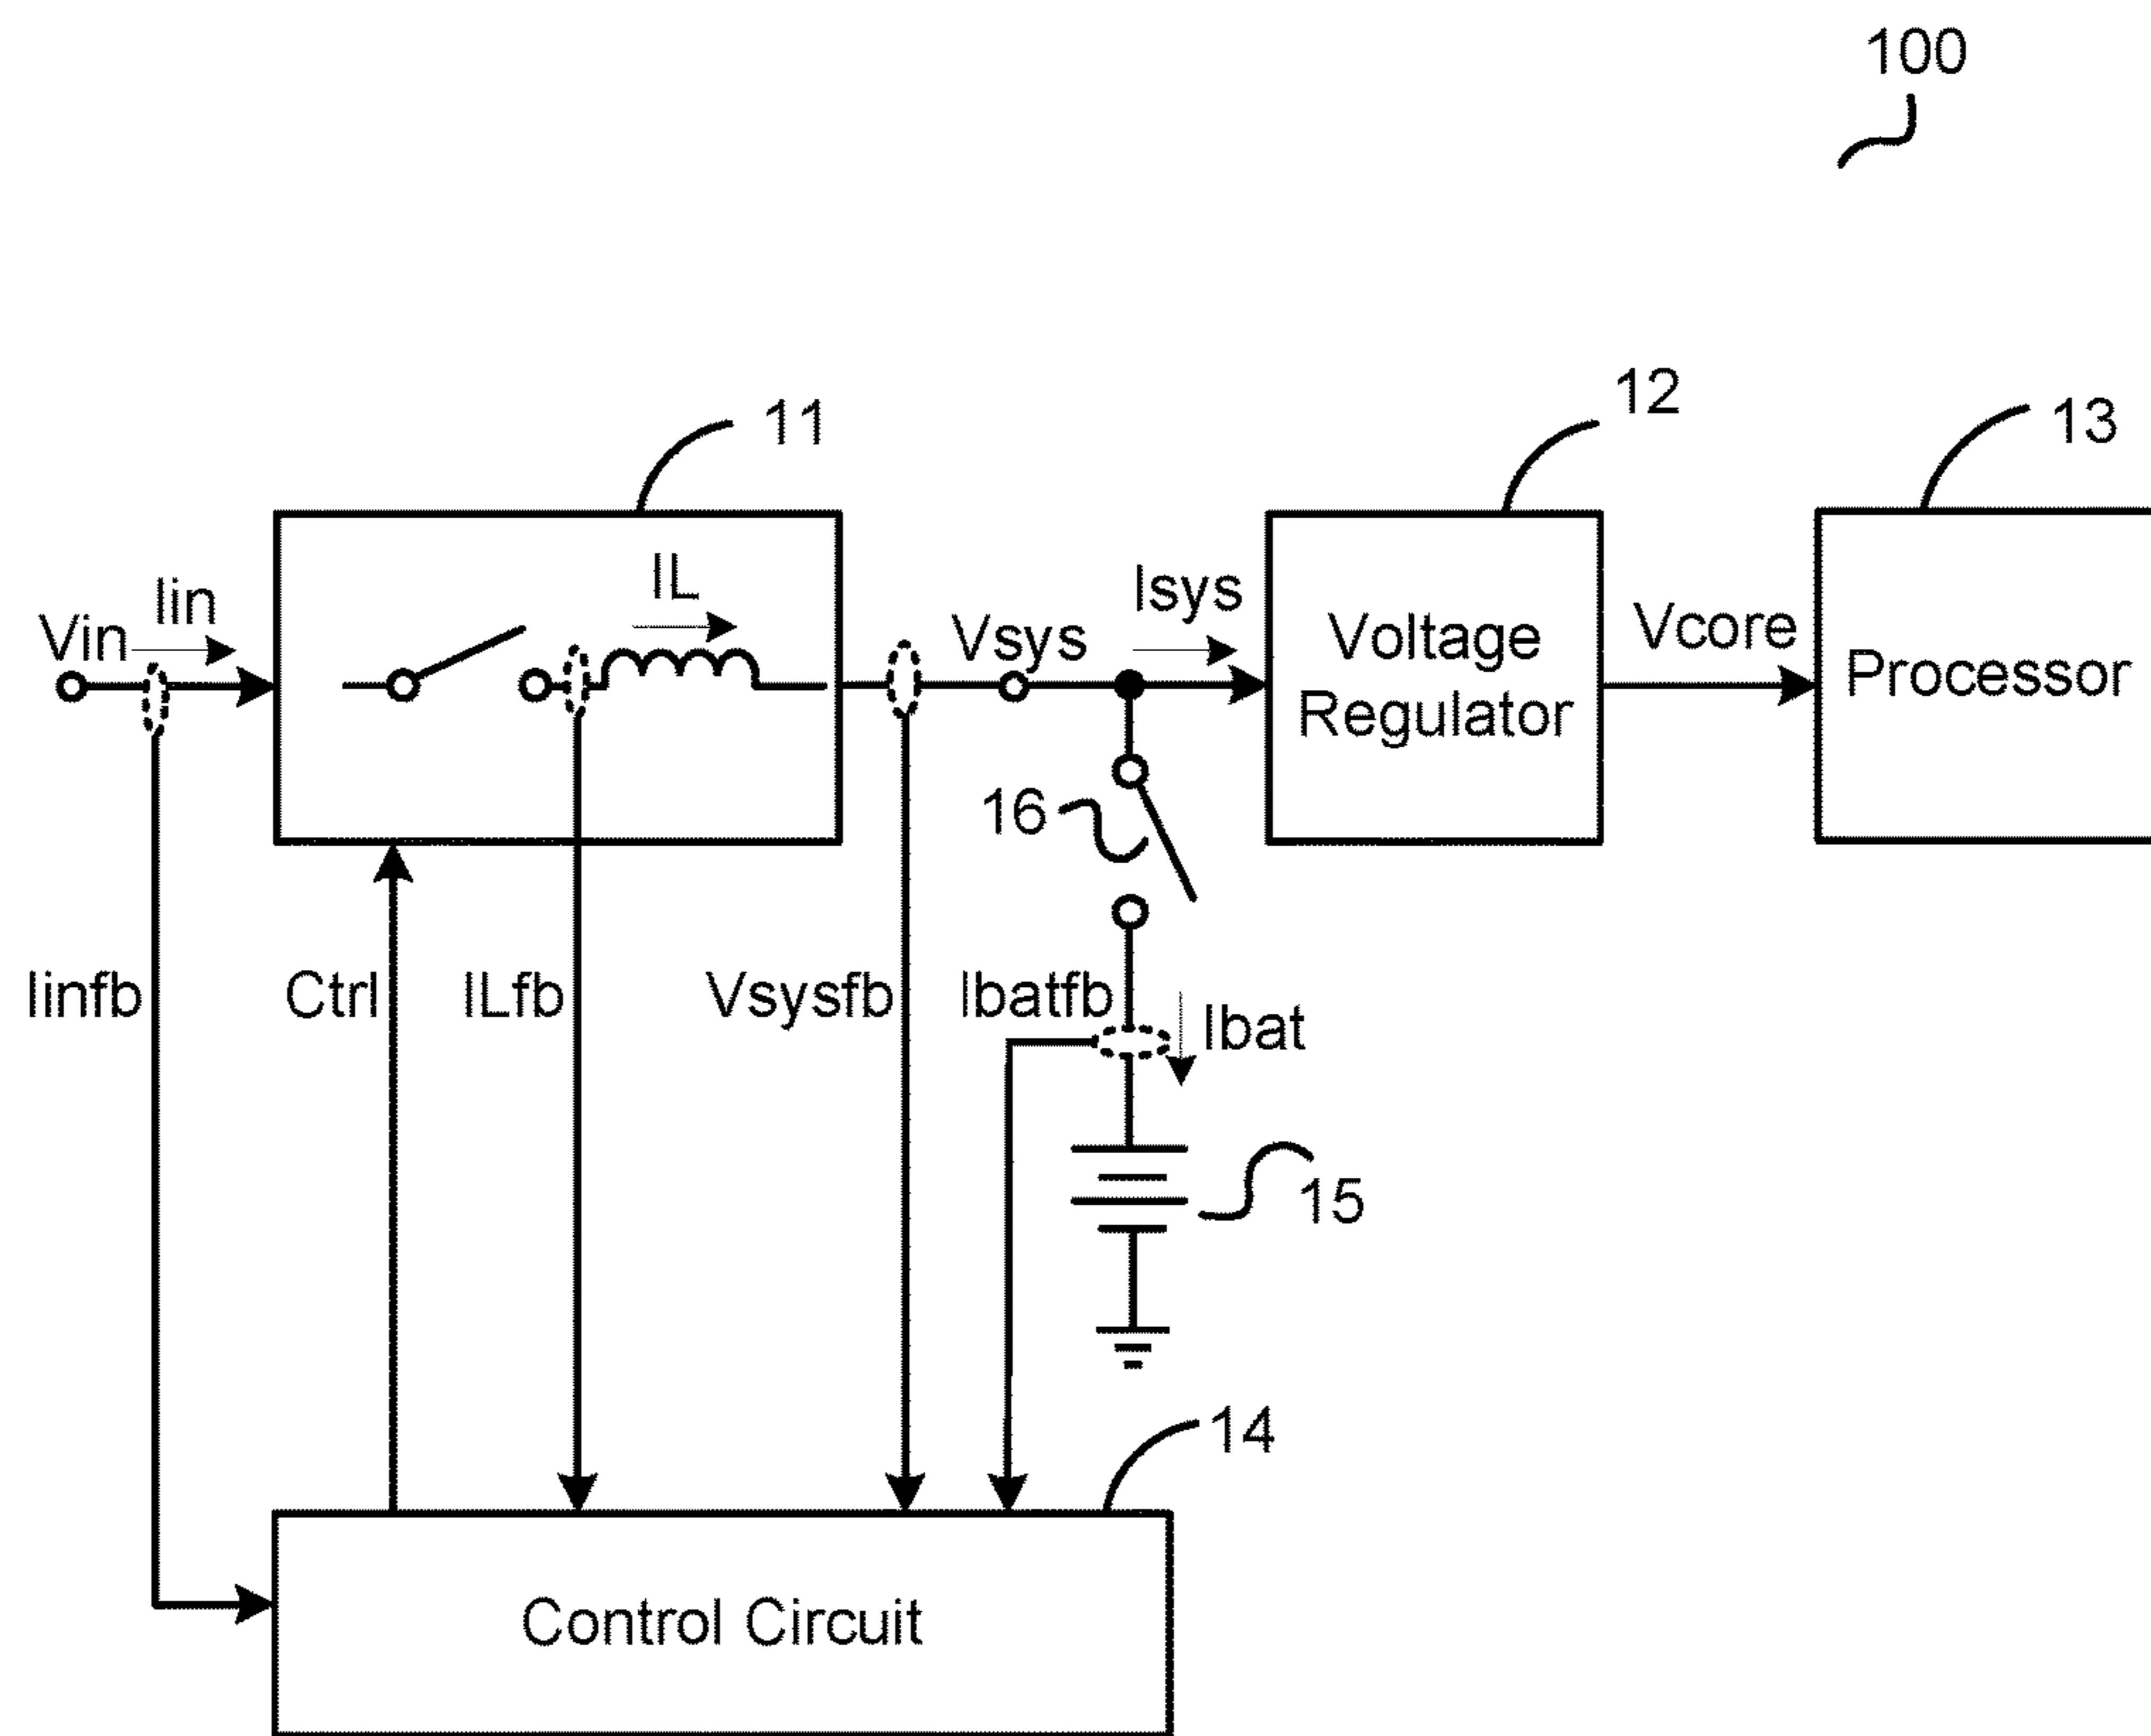 100
11
12
13
Vin
Iin
IL
Vsys
Isys
Voltage
Regulator
Vcore
Processor
16
Iinfb
Ctrl
ILfb
Vsysfb
Ibatfb
Ibat
15
14
Control Circuit